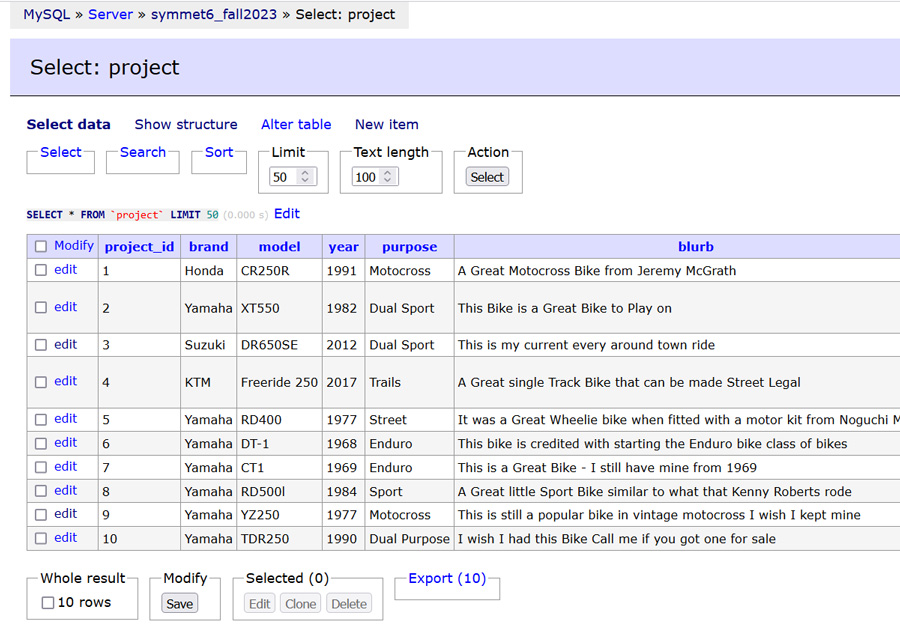 MySQL » Server » symmet6_fall2023 » Select: project
Select: project
Select data Show structure Alter table New item
Select Search Sort Limit Text length Action
50 100 Select
SELECT * FROM `project` LIMIT 50 (0.000 s) Edit
Modify project_id brand model year purpose blurb
edit 1 Honda CR250R 1991 Motocross A Great Motocross Bike from Jeremy McGrath
edit 2 Yamaha XT550 1982 Dual Sport This Bike is a Great Bike to Play on
edit 3 Suzuki DR650SE 2012 Dual Sport This is my current every around town ride
edit 4 KTM Freeride 250 2017 Trails A Great single Track Bike that can be made Street Legal
edit 5 Yamaha RD400 1977 Street It was a Great Wheelie bike when fitted with a motor kit from Noguchi
edit 6 Yamaha DT-1 1968 Enduro This bike is credited with starting the Enduro bike class of bikes
edit 7 Yamaha CT1 1969 Enduro This is a Great Bike - I still have mine from 1969
edit 8 Yamaha RD500l 1984 Sport A Great little Sport Bike similar to what that Kenny Roberts rode
edit 9 Yamaha YZ250 1977 Motocross This is still a popular bike in vintage motocross I wish I kept mine
edit 10 Yamaha TDR250 1990 Dual Purpose I wish I had this Bike Call me if you got one for sale
Whole result Modify Selected (0) Export (10)
10 rows Save Edit Clone Delete